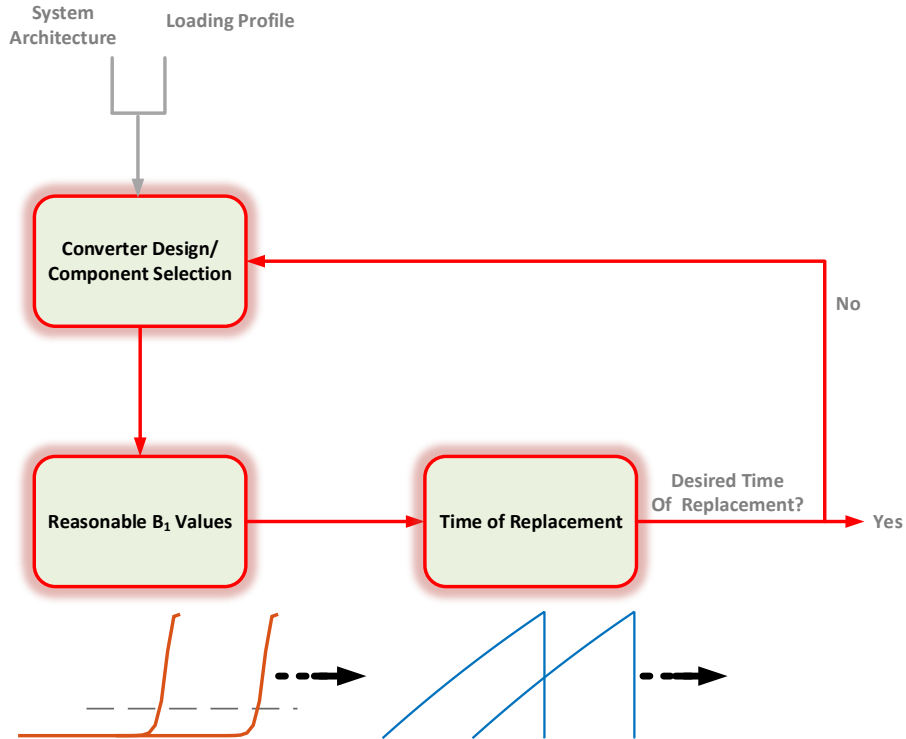 System
Architecture
Loading Profile
Converter Design/
Component Selection
No
Reasonable B₁ Values
Time of Replacement
Desired Time
Of Replacement?
Yes